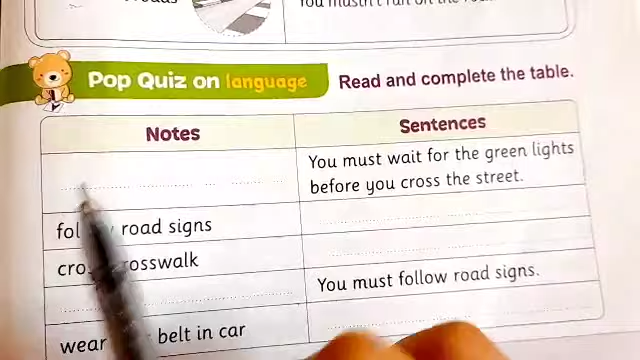 You mustn't run on the
Pop Quiz on language Read and complete the table.
Notes Sentences
You must wait for the green lights
before you cross the street.
road signs
crosswalk
You must follow road signs.
wear belt in car